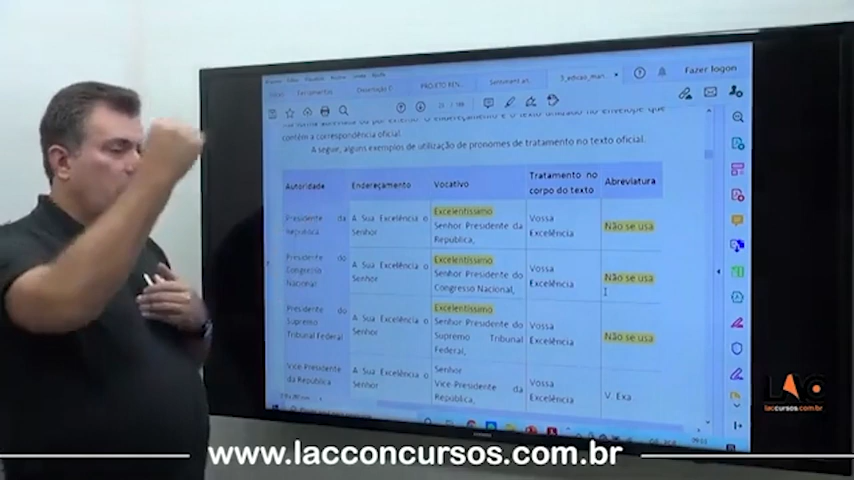 Fazer logon
Ferramentas
PROJETO REV...
21
contém a correspondência oficial.
A seguir, alguns exemplos de utilização de pronomes de tratamento no texto oficial.
Autoridade
Endereçamento
Vocativo
Tratamento no
corpo do texto
Abreviatura
Presidente da
República
A Sua Excelência o
Senhor
Excelentíssimo
Senhor Presidente da
República,
Vossa
Excelência
Não se usa
Presidente do
Congresso
Nacional
A Sua Excelência o
Senhor
Excelentíssimo
Senhor Presidente do
Congresso Nacional,
Vossa
Excelência
Não se usa
Presidente do
Supremo
Tribunal Federal
A Sua Excelência o
Senhor
Excelentíssimo
Senhor Presidente do
Supremo Tribunal
Federal,
Vossa
Excelência
Não se usa
Vice-Presidente
da República
A Sua Excelência o
Senhor
Senhor
Vice-Presidente da
República,
Vossa
Excelência
V. Exa
LAC
laccursos.com.br
www.lacconcursos.com.br